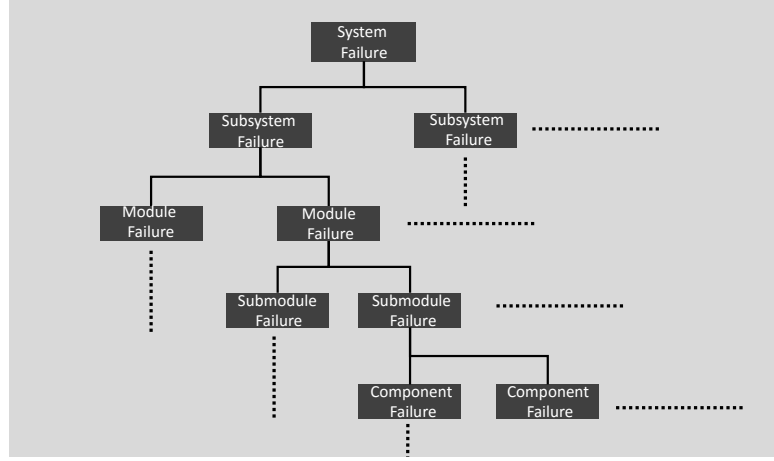 System
Failure
Subsystem
Failure
Subsystem
Failure
Module
Failure
Module
Failure
Submodule
Failure
Submodule
Failure
Component
Failure
Component
Failure